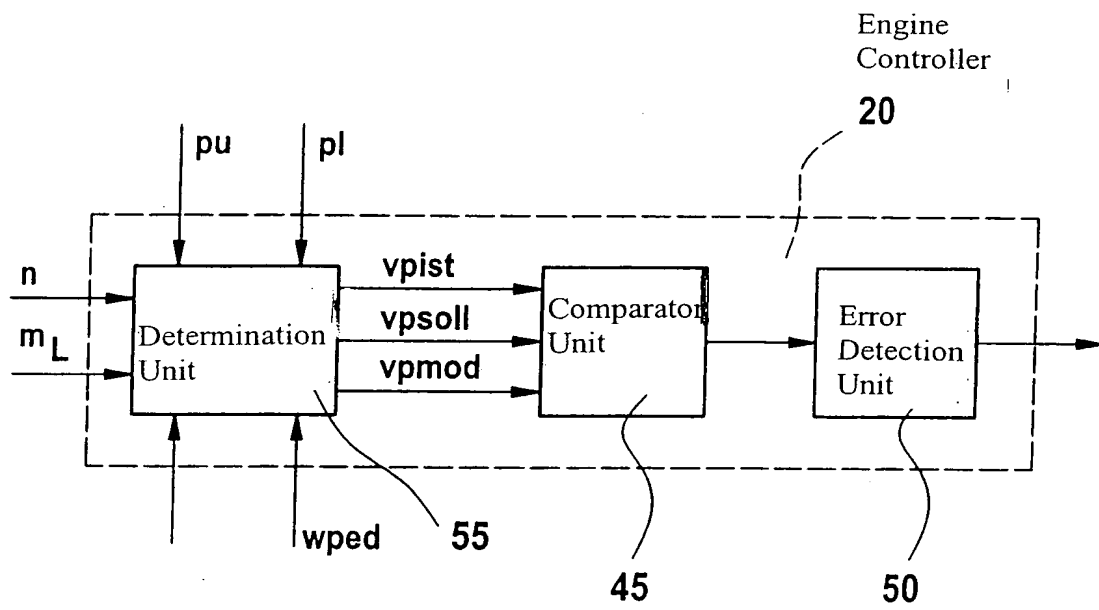 Engine
Controller
20
pu
pl
n
m L
vpist
vpsoll
vpmod
Determination
Unit
Comparator
Unit
Error
Detection
Unit
wped
55
45
50